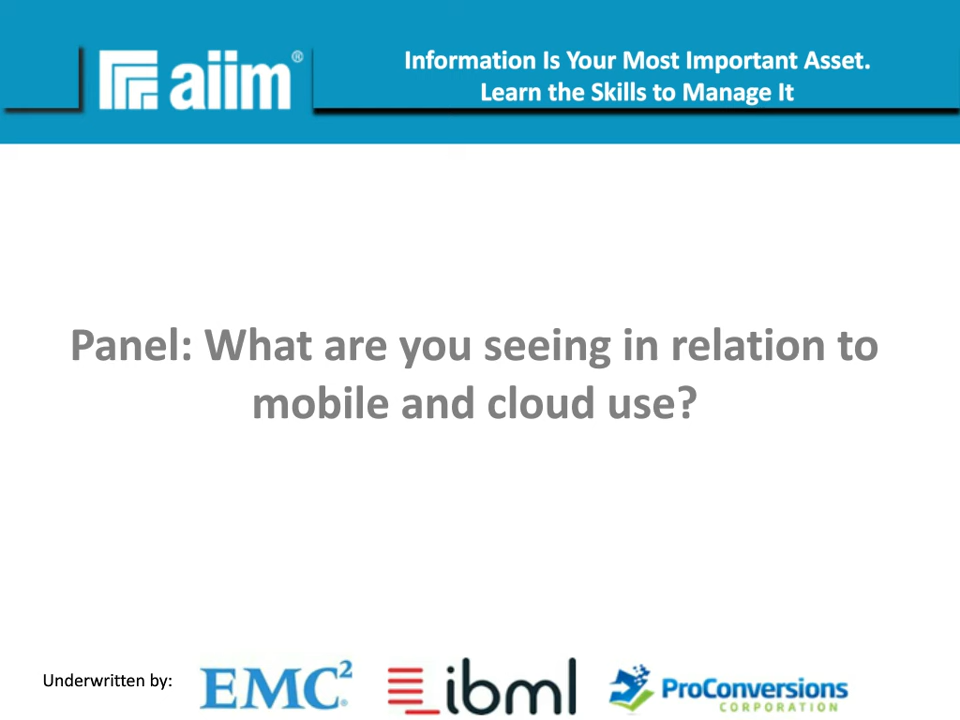 aiim®
Information Is Your Most Important Asset.
Learn the Skills to Manage It
Panel: What are you seeing in relation to
mobile and cloud use?
Underwritten by:
EMC²
ibml
ProConversions
CORPORATION